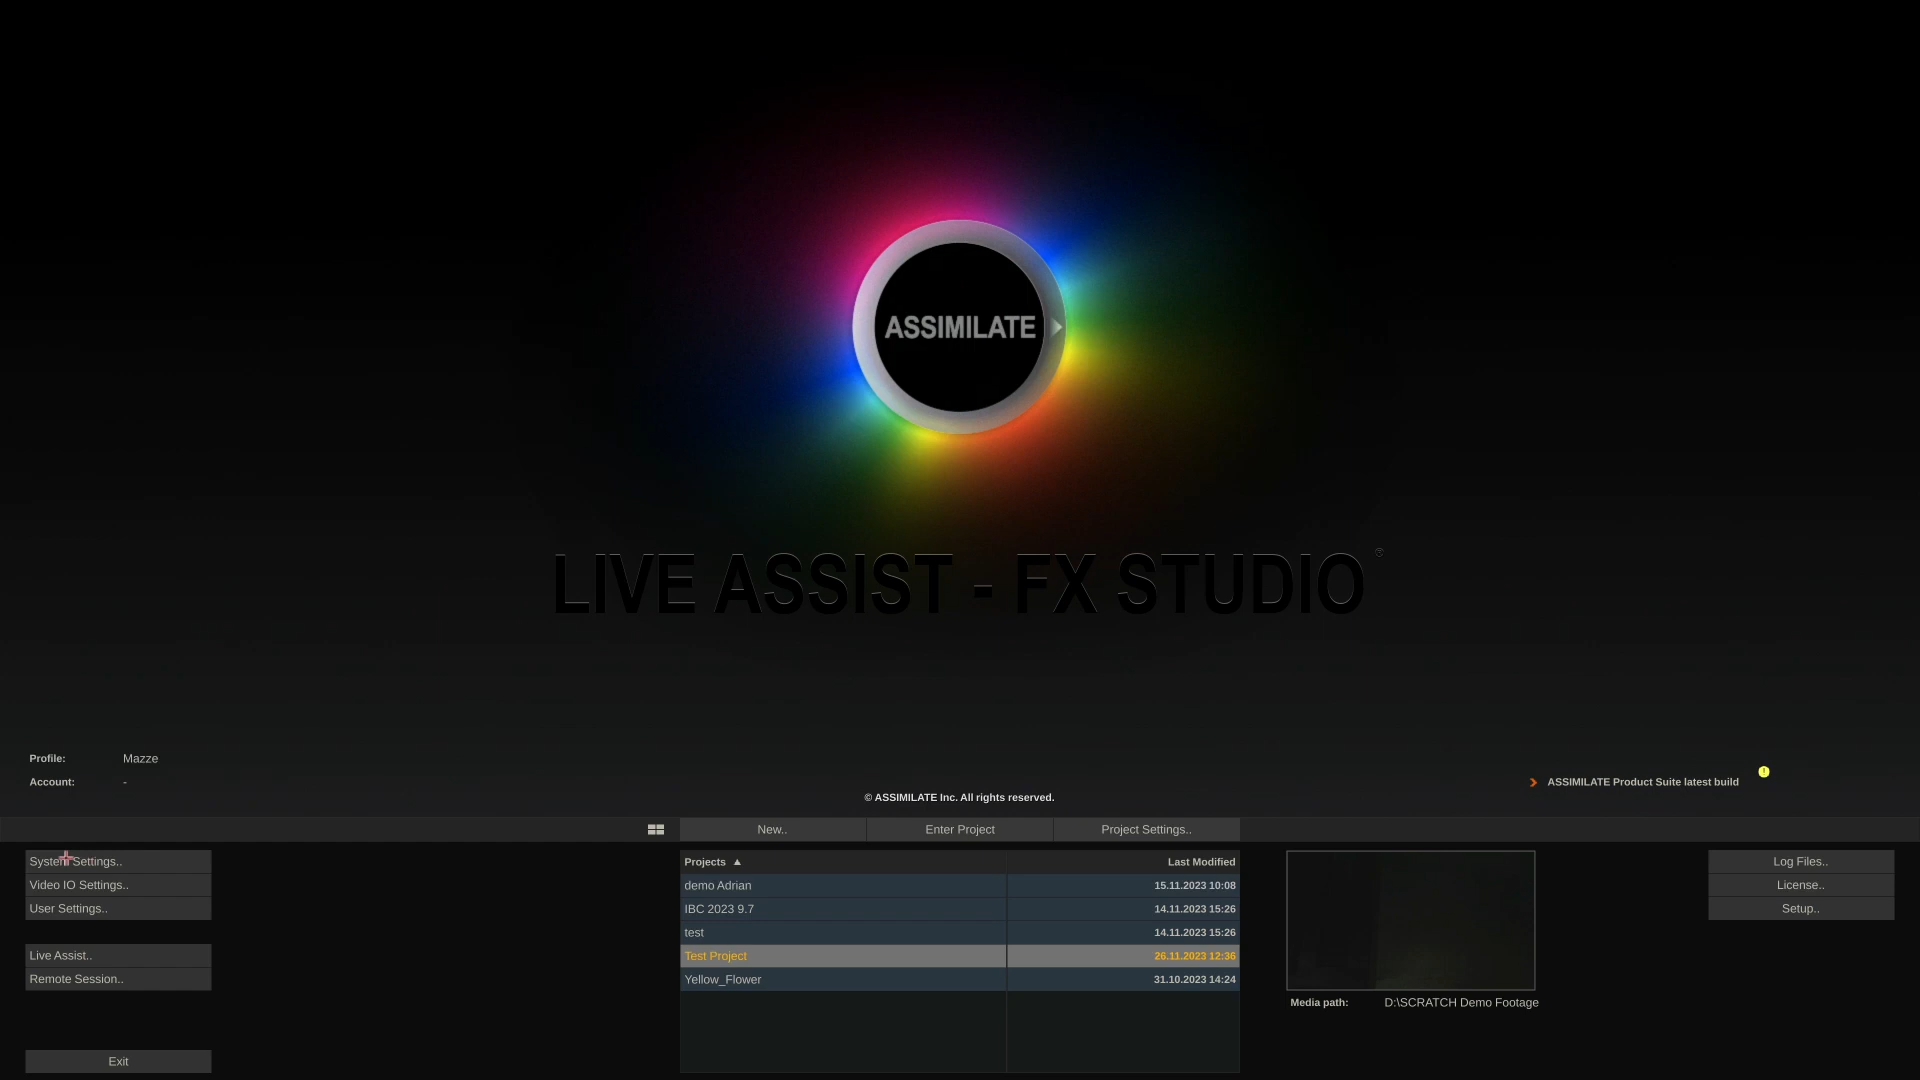 ASSIMILATE
LIVE ASSIST - FX STUDIO
Profile: Mazze
Account: -
ASSIMILATE Product Suite latest build
© ASSIMILATE Inc. All rights reserved.
New.. Enter Project Project Settings..
System Settings..
Video IO Settings..
User Settings..
Live Assist..
Remote Session..
Exit
Projects ▲ Last Modified
demo Adrian 15.11.2023 10:08
IBC 2023 9.7 14.11.2023 15:26
test 14.11.2023 15:26
Test Project 26.11.2023 12:36
Yellow_Flower 31.10.2023 14:24
Media path: D:\SCRATCH Demo Footage
Log Files..
License..
Setup..